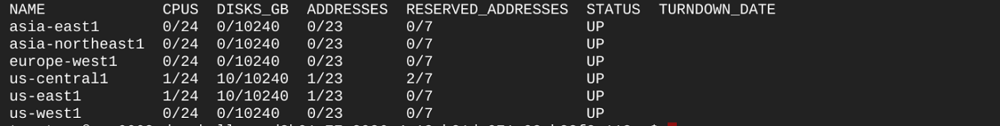 NAME CPUS DISKS_GB ADDRESSES RESERVED_ADDRESSES STATUS TURNDOWN_DATE
asia-east1 0/24 0/10240 0/23 0/7 UP
asia-northeast1 0/24 0/10240 0/23 0/7 UP
europe-west1 0/24 0/10240 0/23 0/7 UP
us-central1 1/24 10/10240 1/23 2/7 UP
us-east1 1/24 10/10240 1/23 0/7 UP
us-west1 0/24 0/10240 0/23 0/7 UP